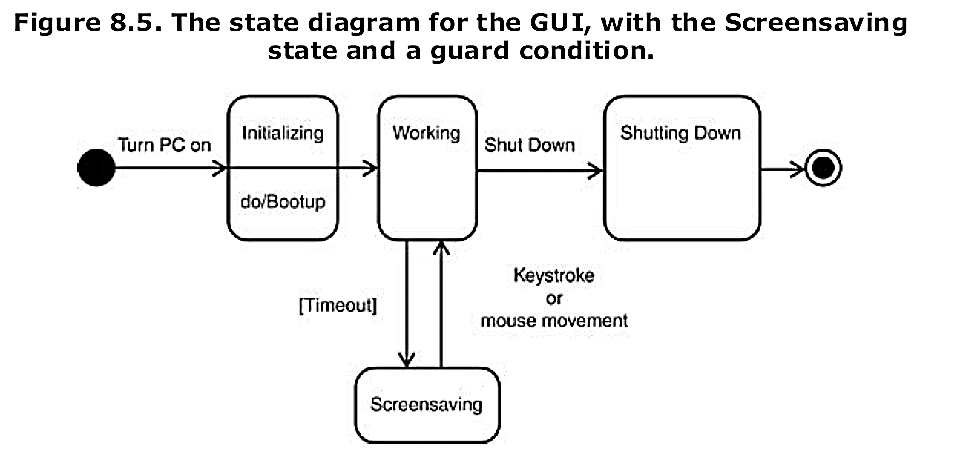 Figure 8.5. The state diagram for the GUI, with the Screensaving
state and a guard condition.
Turn PC on
Initializing
do/Bootup
Working
Shut Down
Shutting Down
[Timeout]
Keystroke
or
mouse movement
Screensaving